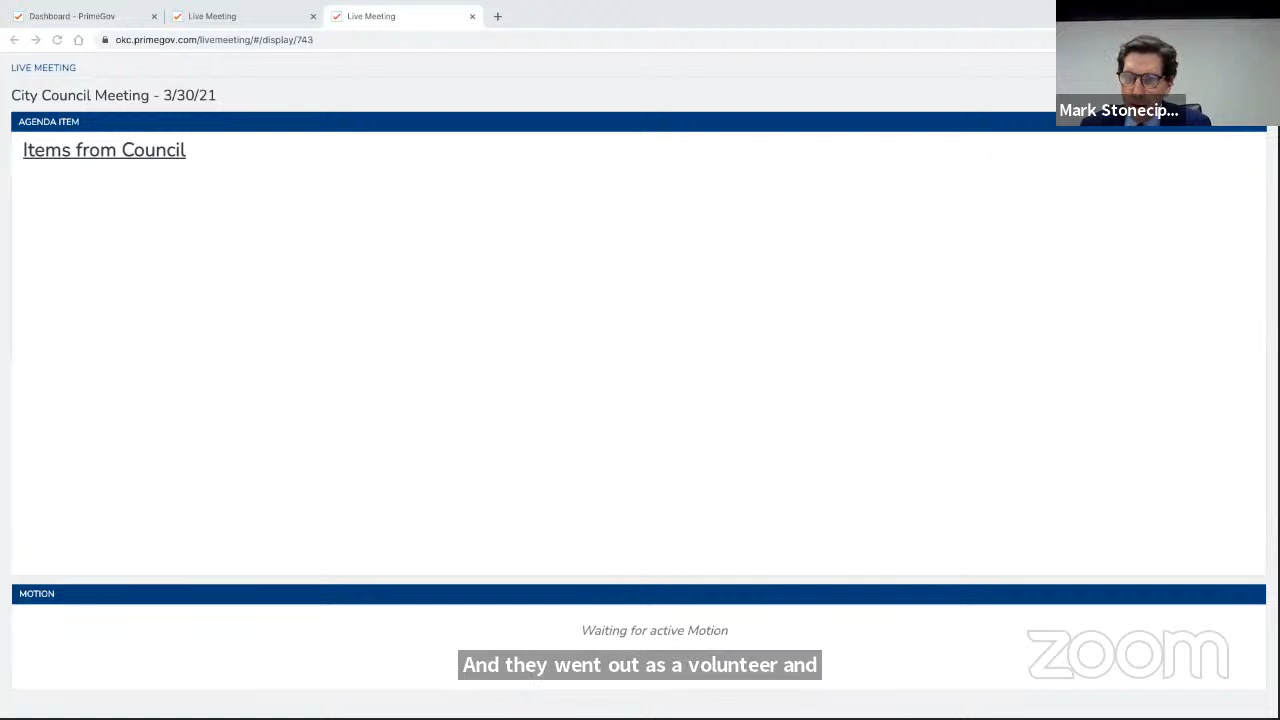 Dashboard - PrimeGov
Live Meeting
Live Meeting
okc.primegov.com/livemeeting/#/display/743
LIVE MEETING
City Council Meeting - 3/30/21
Mark Stonecip...
AGENDA ITEM
Items from Council
MOTION
Waiting for active Motion
zoom
And they went out as a volunteer and